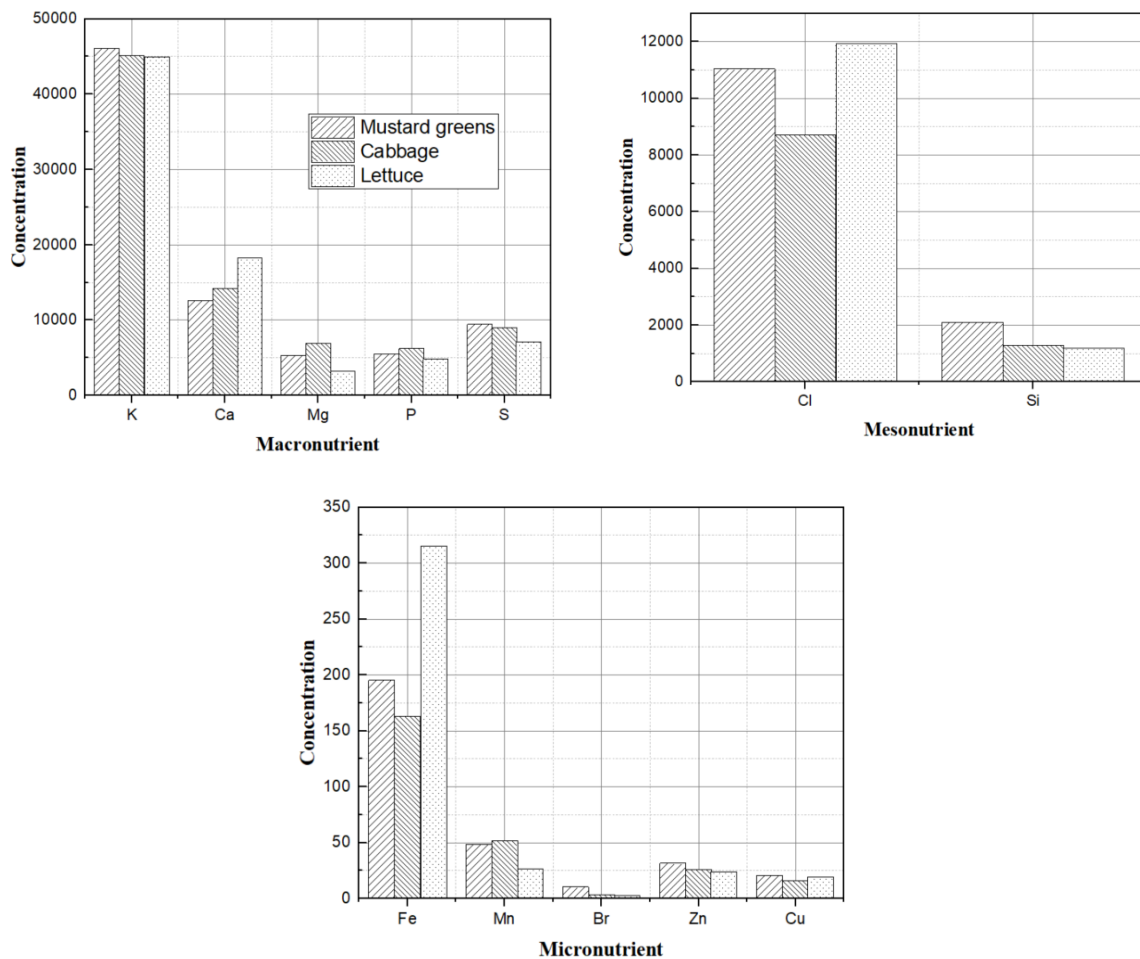 50000
40000
30000
20000
10000
0
Concentration
Mustard greens
Cabbage
Lettuce
K Ca Mg P S
Macronutrient
12000
10000
8000
6000
4000
2000
0
Concentration
Cl Si
Mesonutrient
350
300
250
200
150
100
50
0
Concentration
Fe Mn Br Zn Cu
Micronutrient